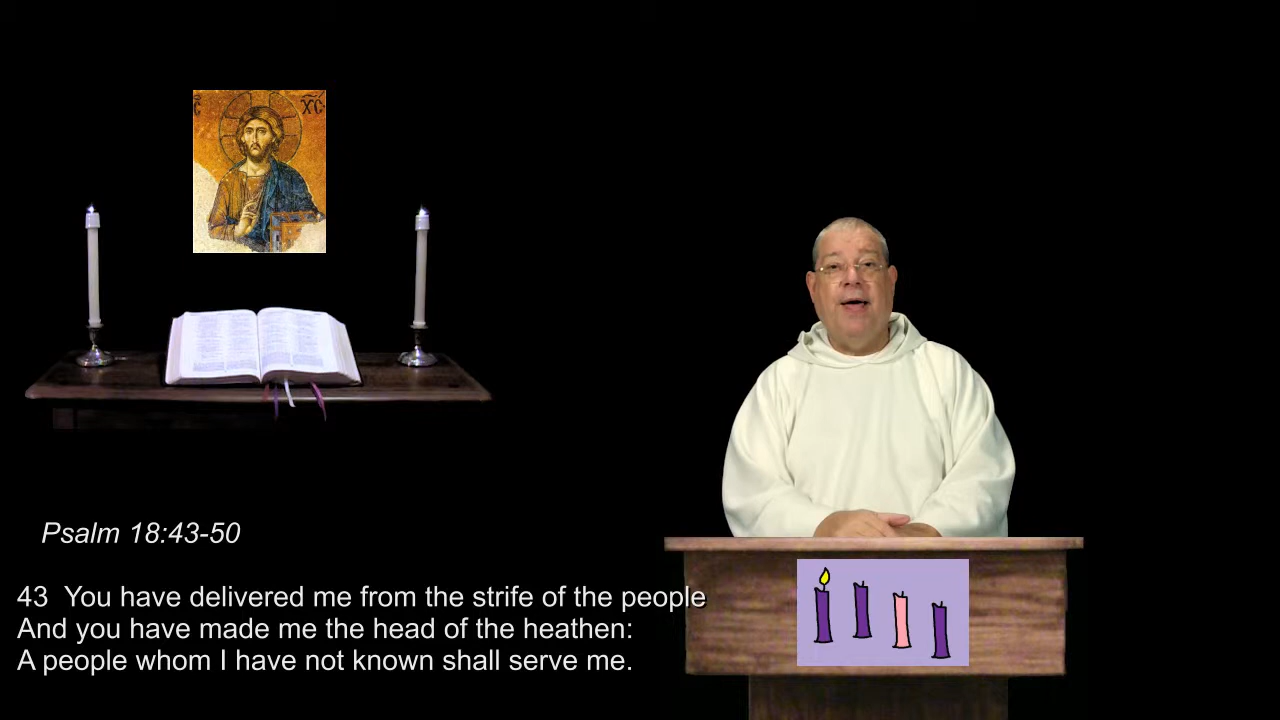 Psalm 18:43-50
43 You have delivered me from the strife of the people
And you have made me the head of the heathen:
A people whom I have not known shall serve me.